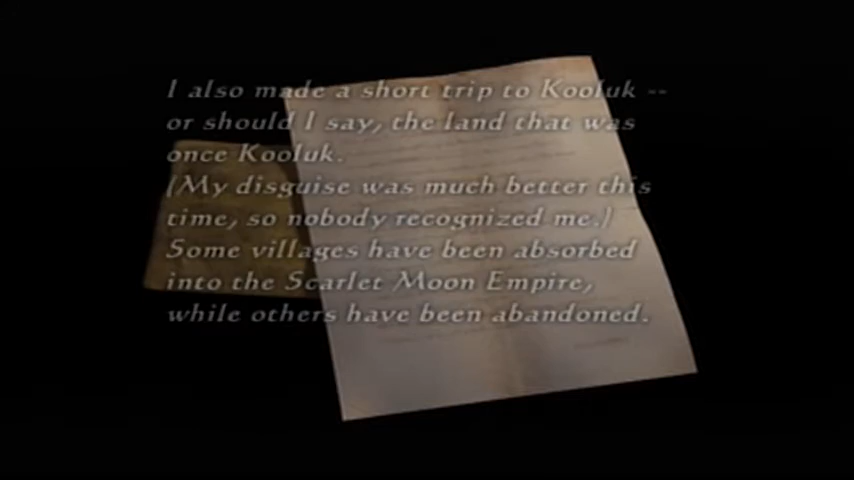 I also made a short trip to Kooluk --
or should I say, the land that was
once Kooluk.
(My disguise was much better this
time, so nobody recognized me.)
Some villages have been absorbed
into the Scarlet Moon Empire,
while others have been abandoned.